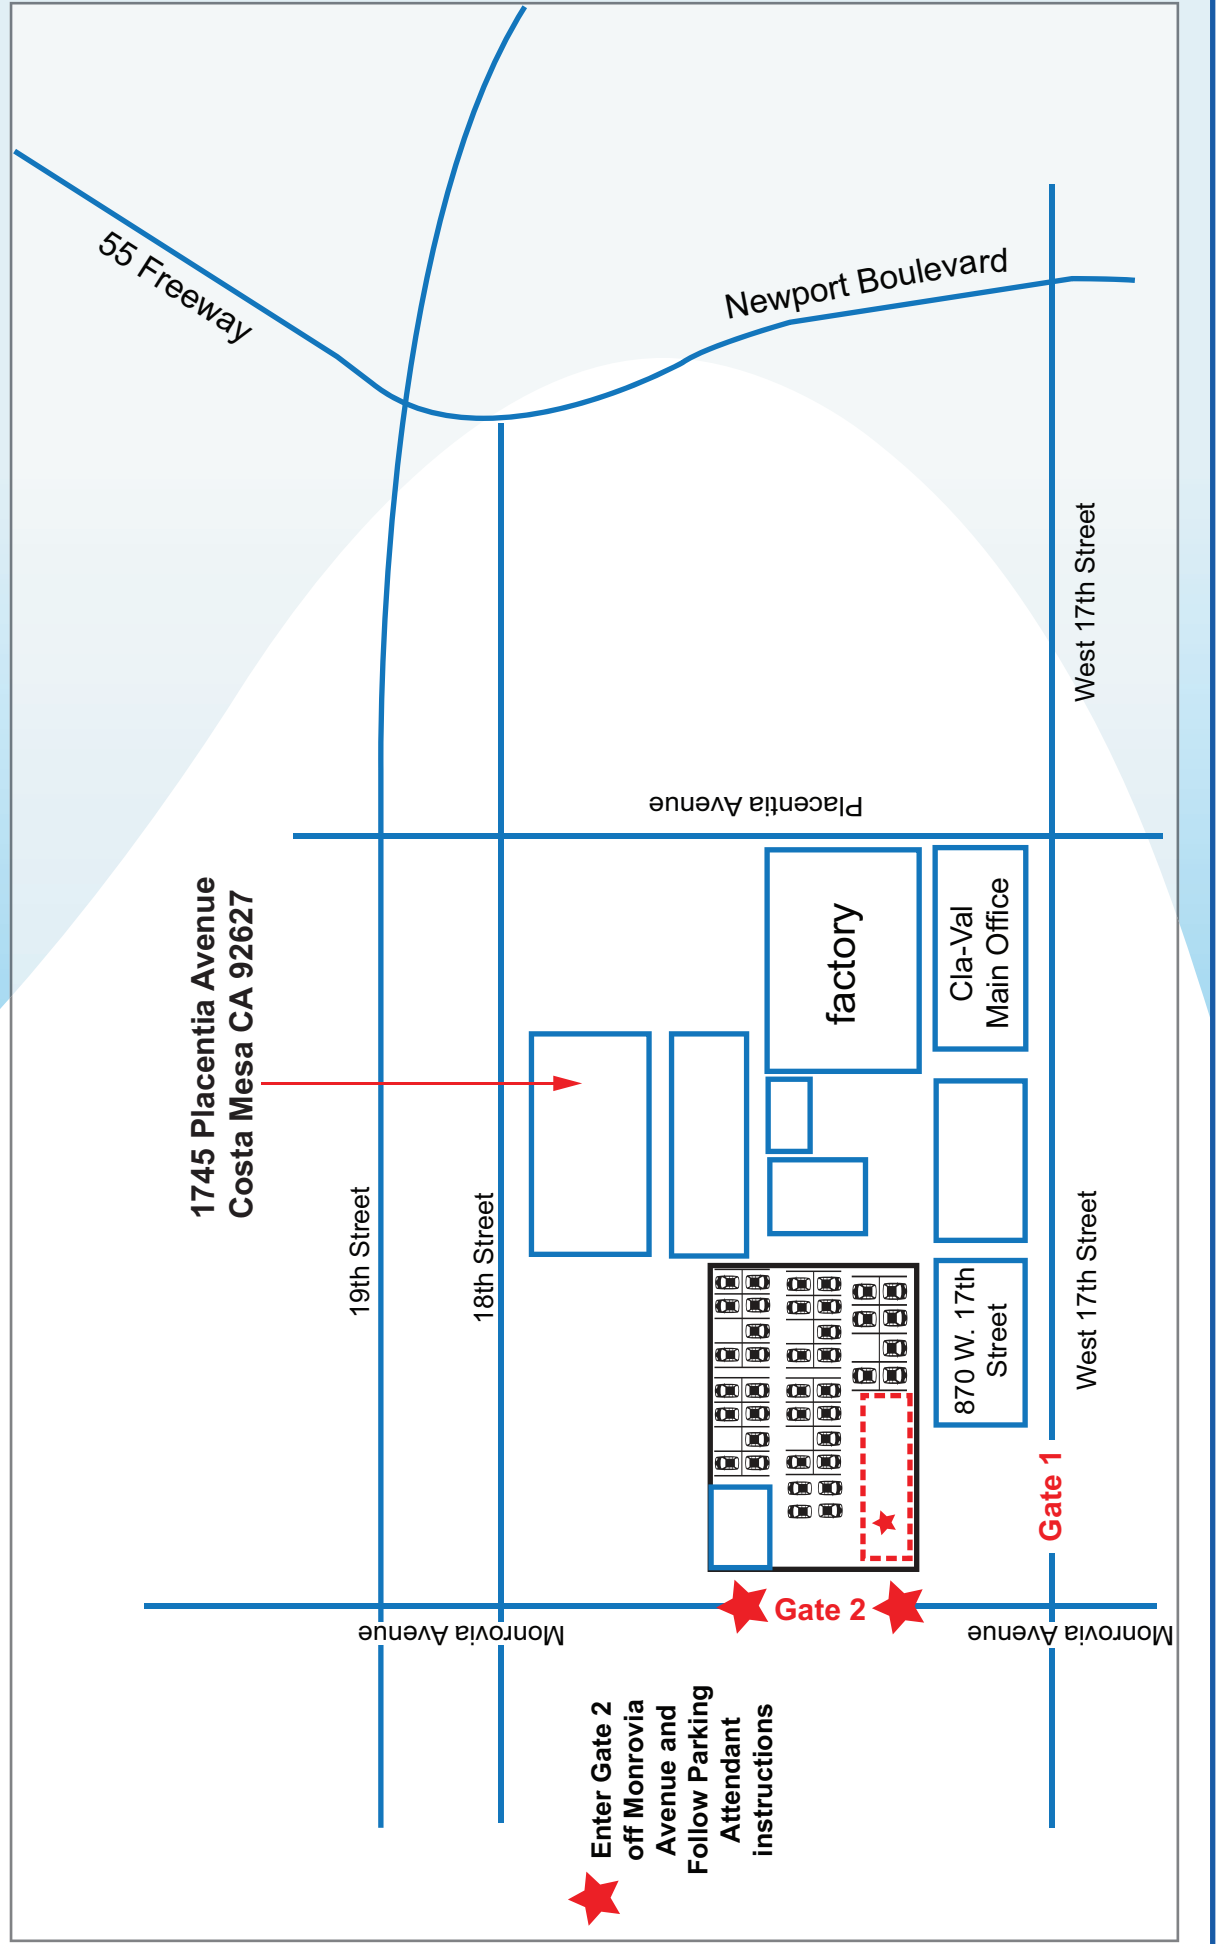 55 Freeway
Newport Boulevard
1745 Placentia Avenue
Costa Mesa CA 92627
19th Street
18th Street
Placentia Avenue
West 17th Street
factory
Cla-Val
Main Office
870 W. 17th
Street
West 17th Street
Gate 1
Gate 2
Monrovia Avenue
Monrovia Avenue
Enter Gate 2
off Monrovia
Avenue and
Follow Parking
Attendant
instructions